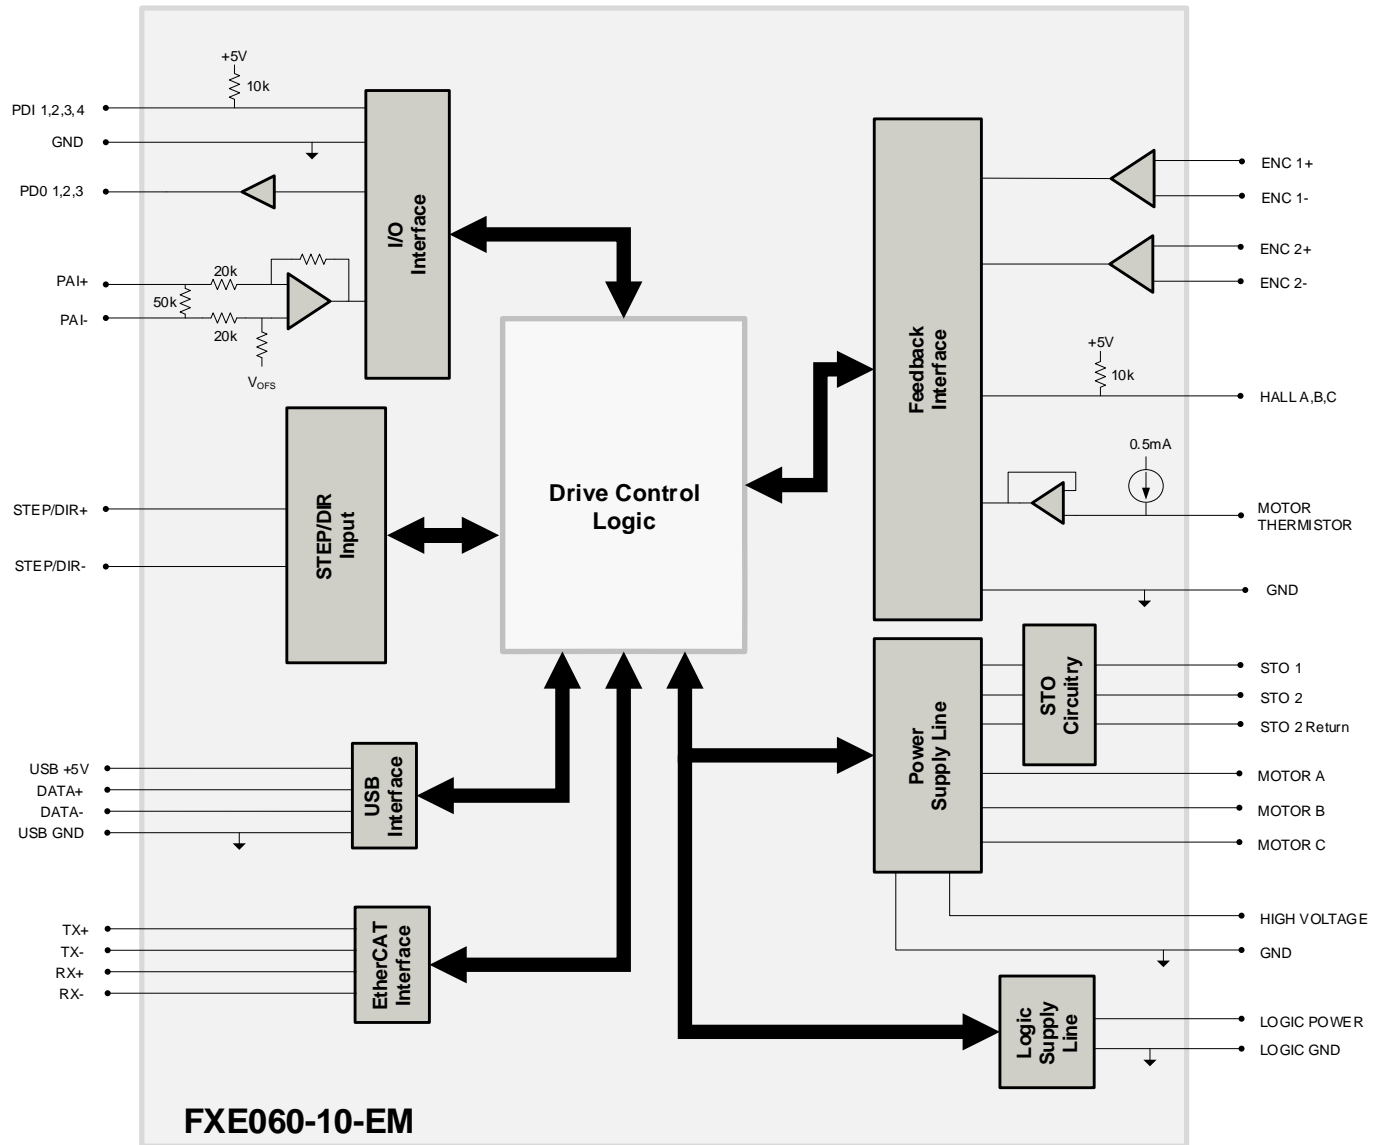 +5V
10k
PDI 1,2,3,4
GND
PD0 1,2,3
PAI+
20k
50k
PAI-
20k
VOFS
I/O
Interface
STEP/DIR+
STEP/DIR-
STEP/DIR
Input
Drive Control
Logic
USB +5V
DATA+
DATA-
USB GND
USB
Interface
TX+
TX-
RX+
RX-
EtherCAT
Interface
Feedback
Interface
ENC 1+
ENC 1-
ENC 2+
ENC 2-
+5V
10k
HALL A,B,C
0.5mA
MOTOR
THERMISTOR
GND
Power
Supply Line
STO
Circuitry
STO 1
STO 2
STO 2 Return
MOTOR A
MOTOR B
MOTOR C
HIGH VOLTAGE
GND
Logic
Supply
Line
LOGIC POWER
LOGIC GND
FXE060-10-EM